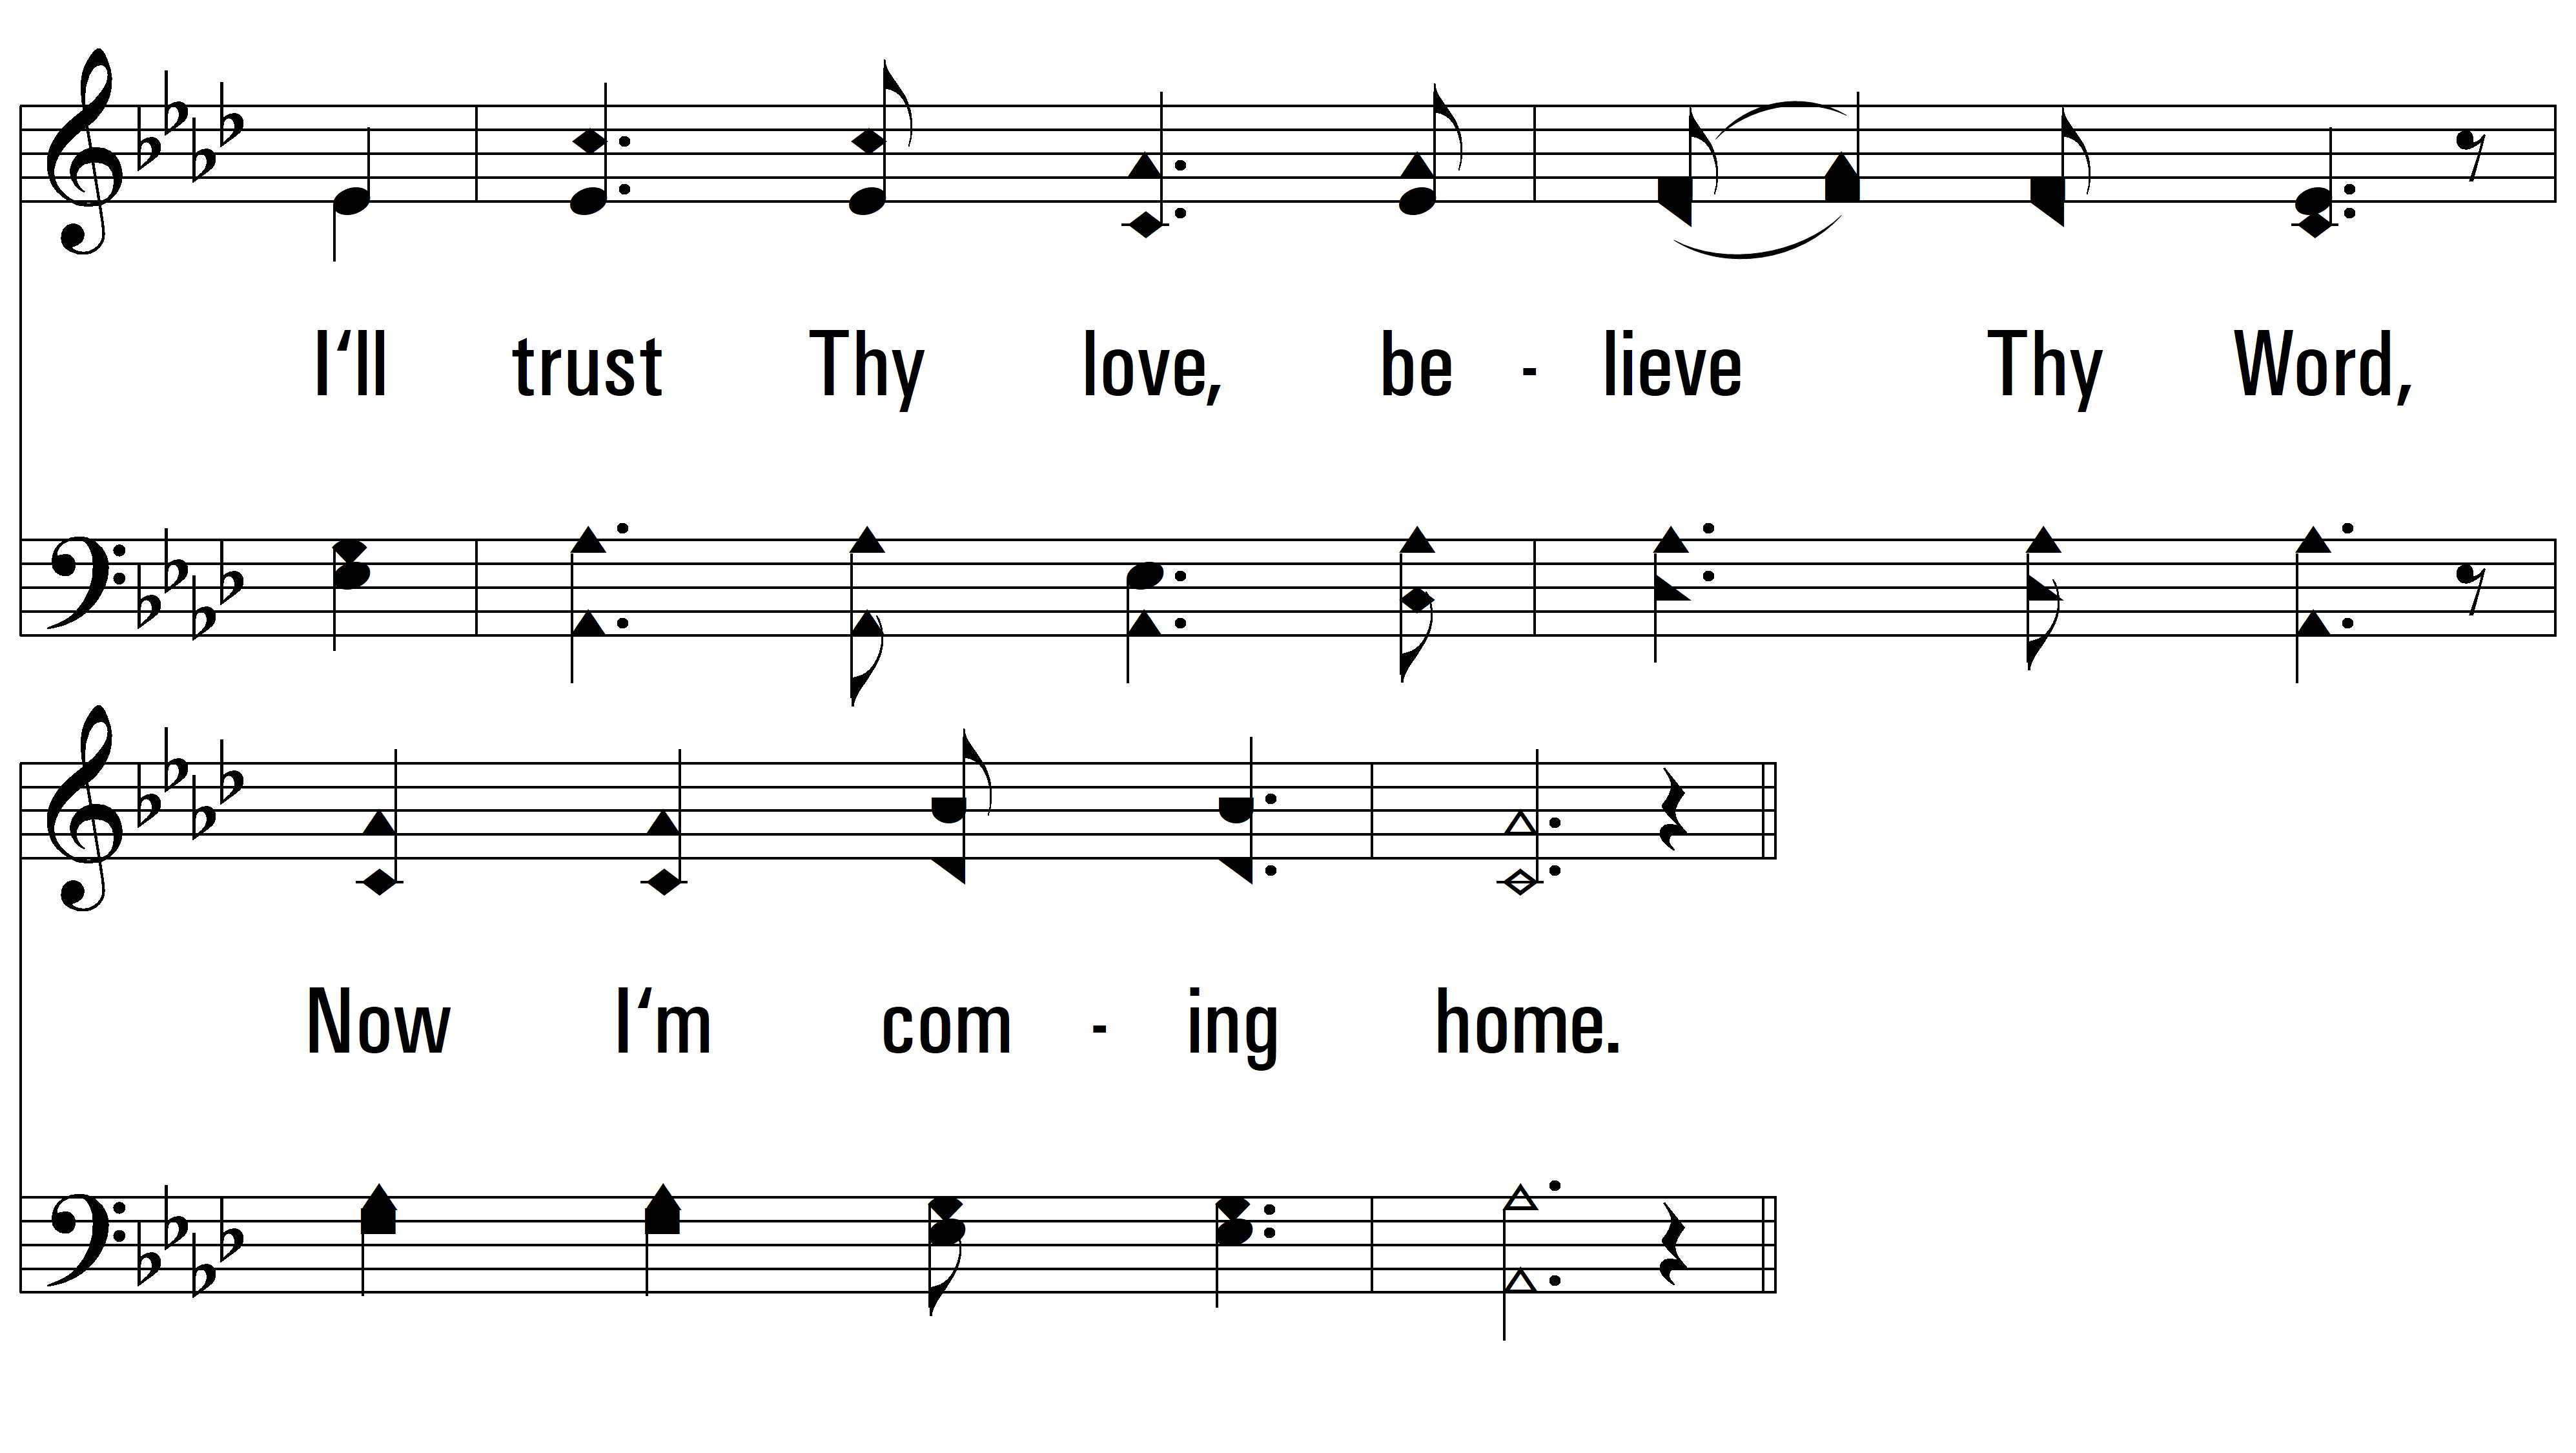 I‘ll trust Thy love, be - lieve Thy Word,
Now I‘m com - ing home.